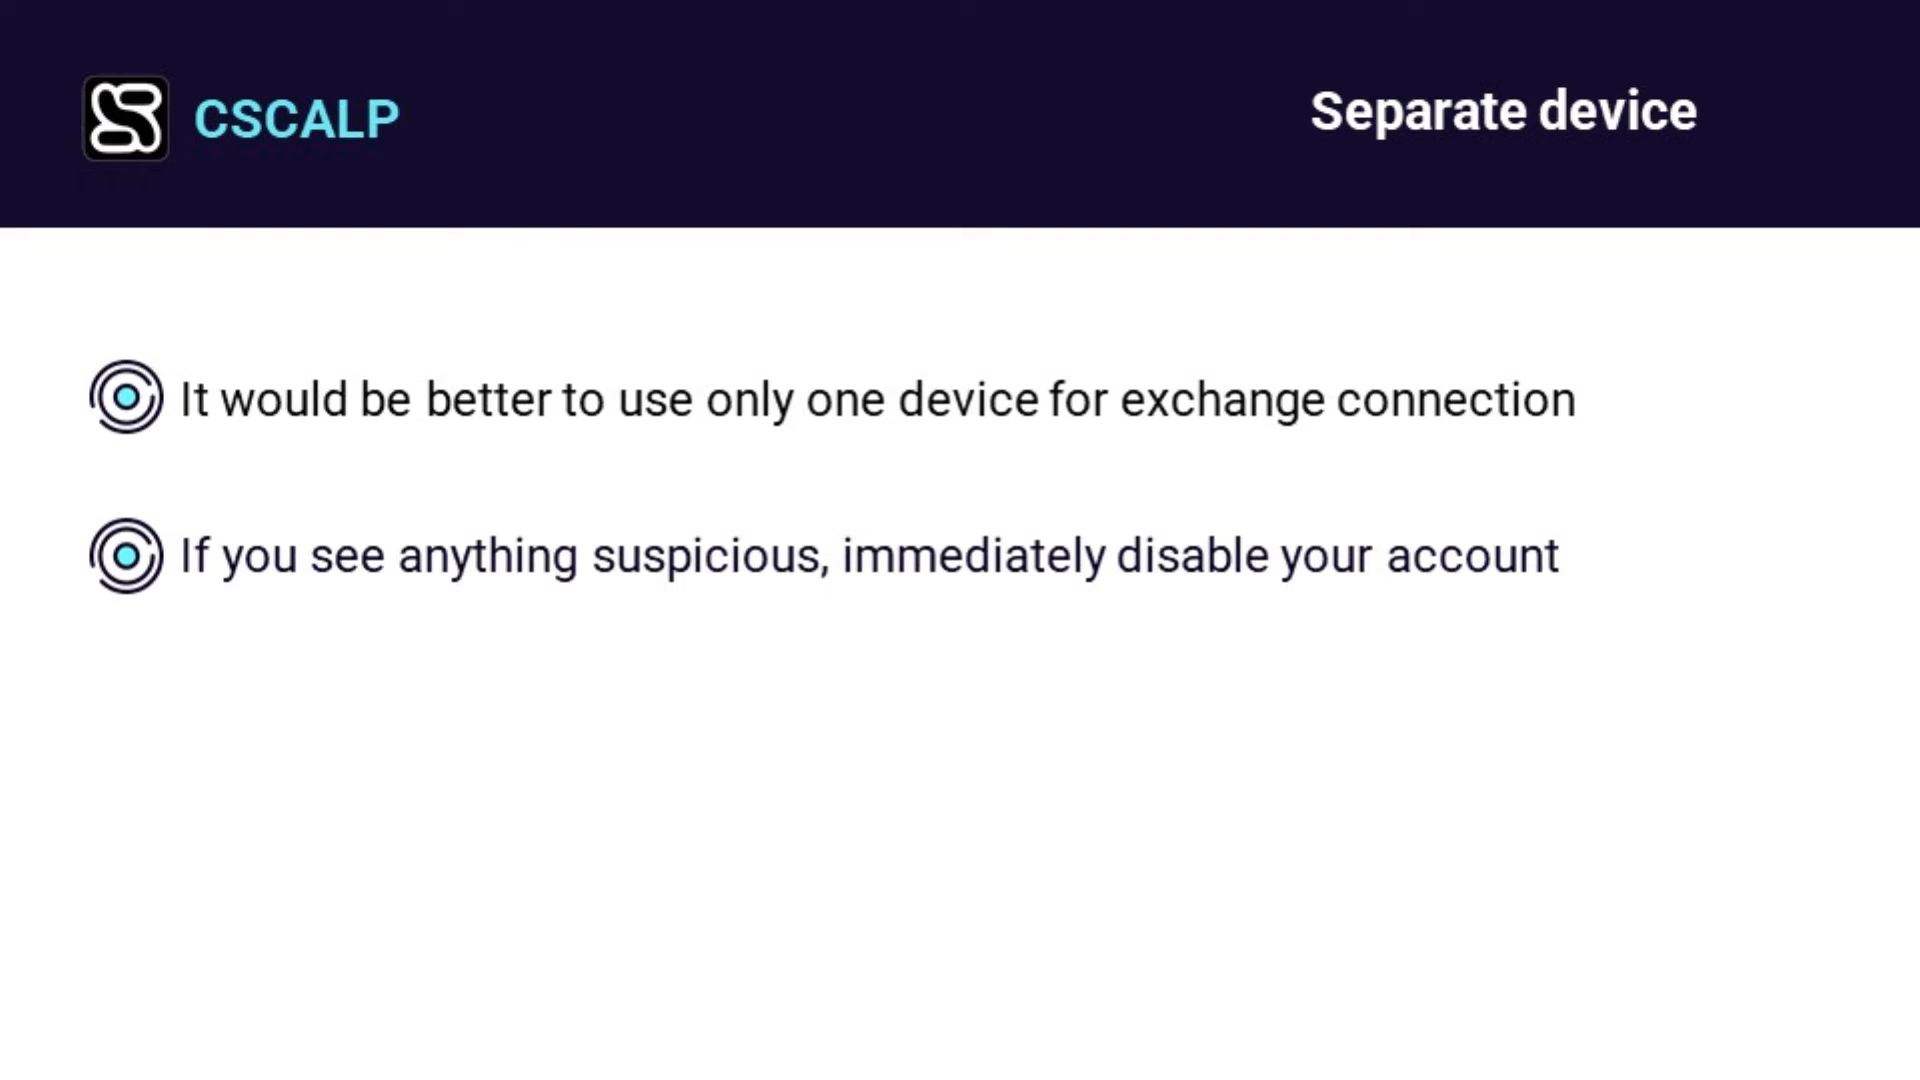 CSCALP
Separate device
It would be better to use only one device for exchange connection
If you see anything suspicious, immediately disable your account